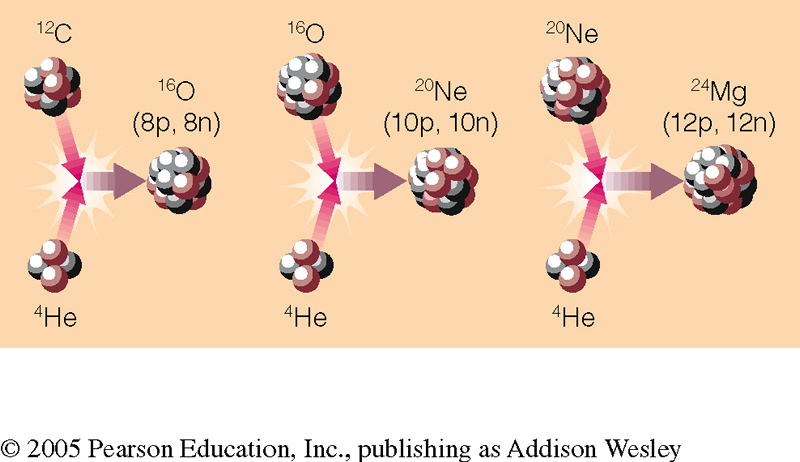 ¹²C
⁴He
¹⁶O
(8p, 8n)
¹⁶O
⁴He
²⁰Ne
(10p, 10n)
²⁰Ne
⁴He
²⁴Mg
(12p, 12n)
© 2005 Pearson Education, Inc., publishing as Addison Wesley